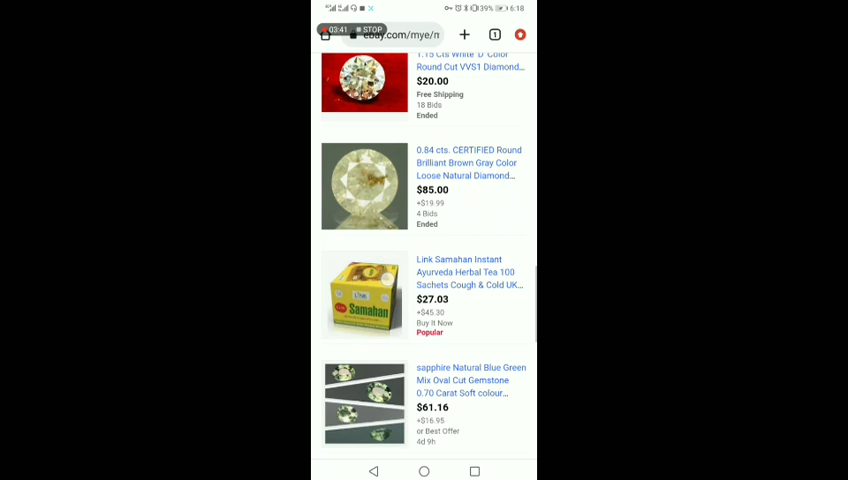 39%
6:18
03:41 STOP
ebay.com/mye/m
1
1.15 Cts White 'D' Color
Round Cut VVS1 Diamond...
$20.00
Free Shipping
18 Bids
Ended
0.84 cts. CERTIFIED Round
Brilliant Brown Gray Color
Loose Natural Diamond...
$85.00
+$19.99
4 Bids
Ended
Link Samahan Instant
Ayurveda Herbal Tea 100
Sachets Cough & Cold UK...
$27.03
+$45.30
Buy It Now
Popular
LINK
Samahan
sapphire Natural Blue Green
Mix Oval Cut Gemstone
0.70 Carat Soft colour...
$61.16
+$16.95
or Best Offer
4d 9h